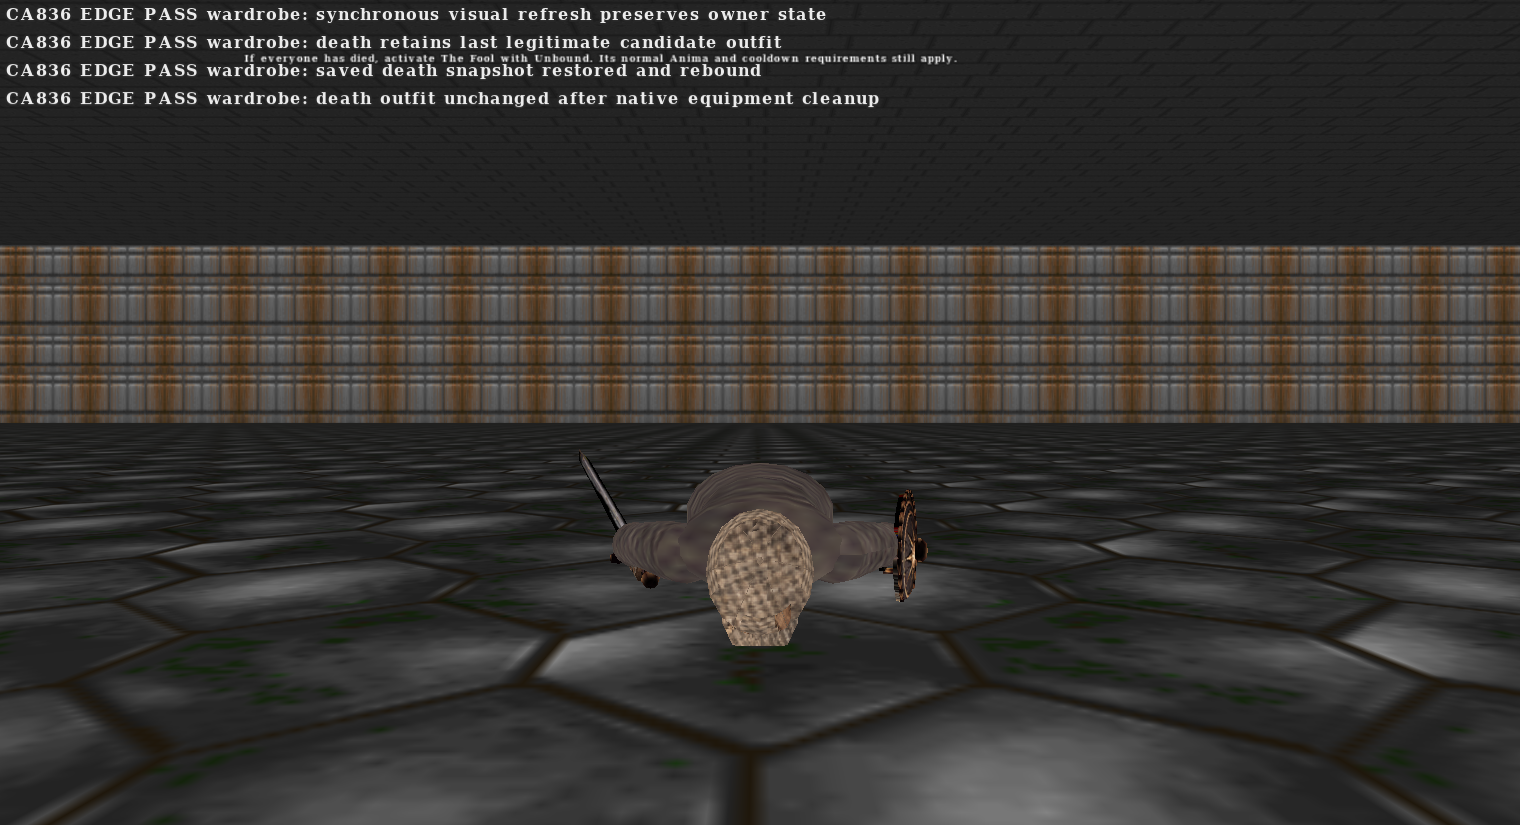 CA836 EDGE PASS wardrobe: synchronous visual refresh preserves owner state
CA836 EDGE PASS wardrobe: death retains last legitimate candidate outfit
If everyone has died, activate The Fool with Unbound. Its normal Anima and cooldown requirements still apply.
CA836 EDGE PASS wardrobe: saved death snapshot restored and rebound
CA836 EDGE PASS wardrobe: death outfit unchanged after native equipment cleanup